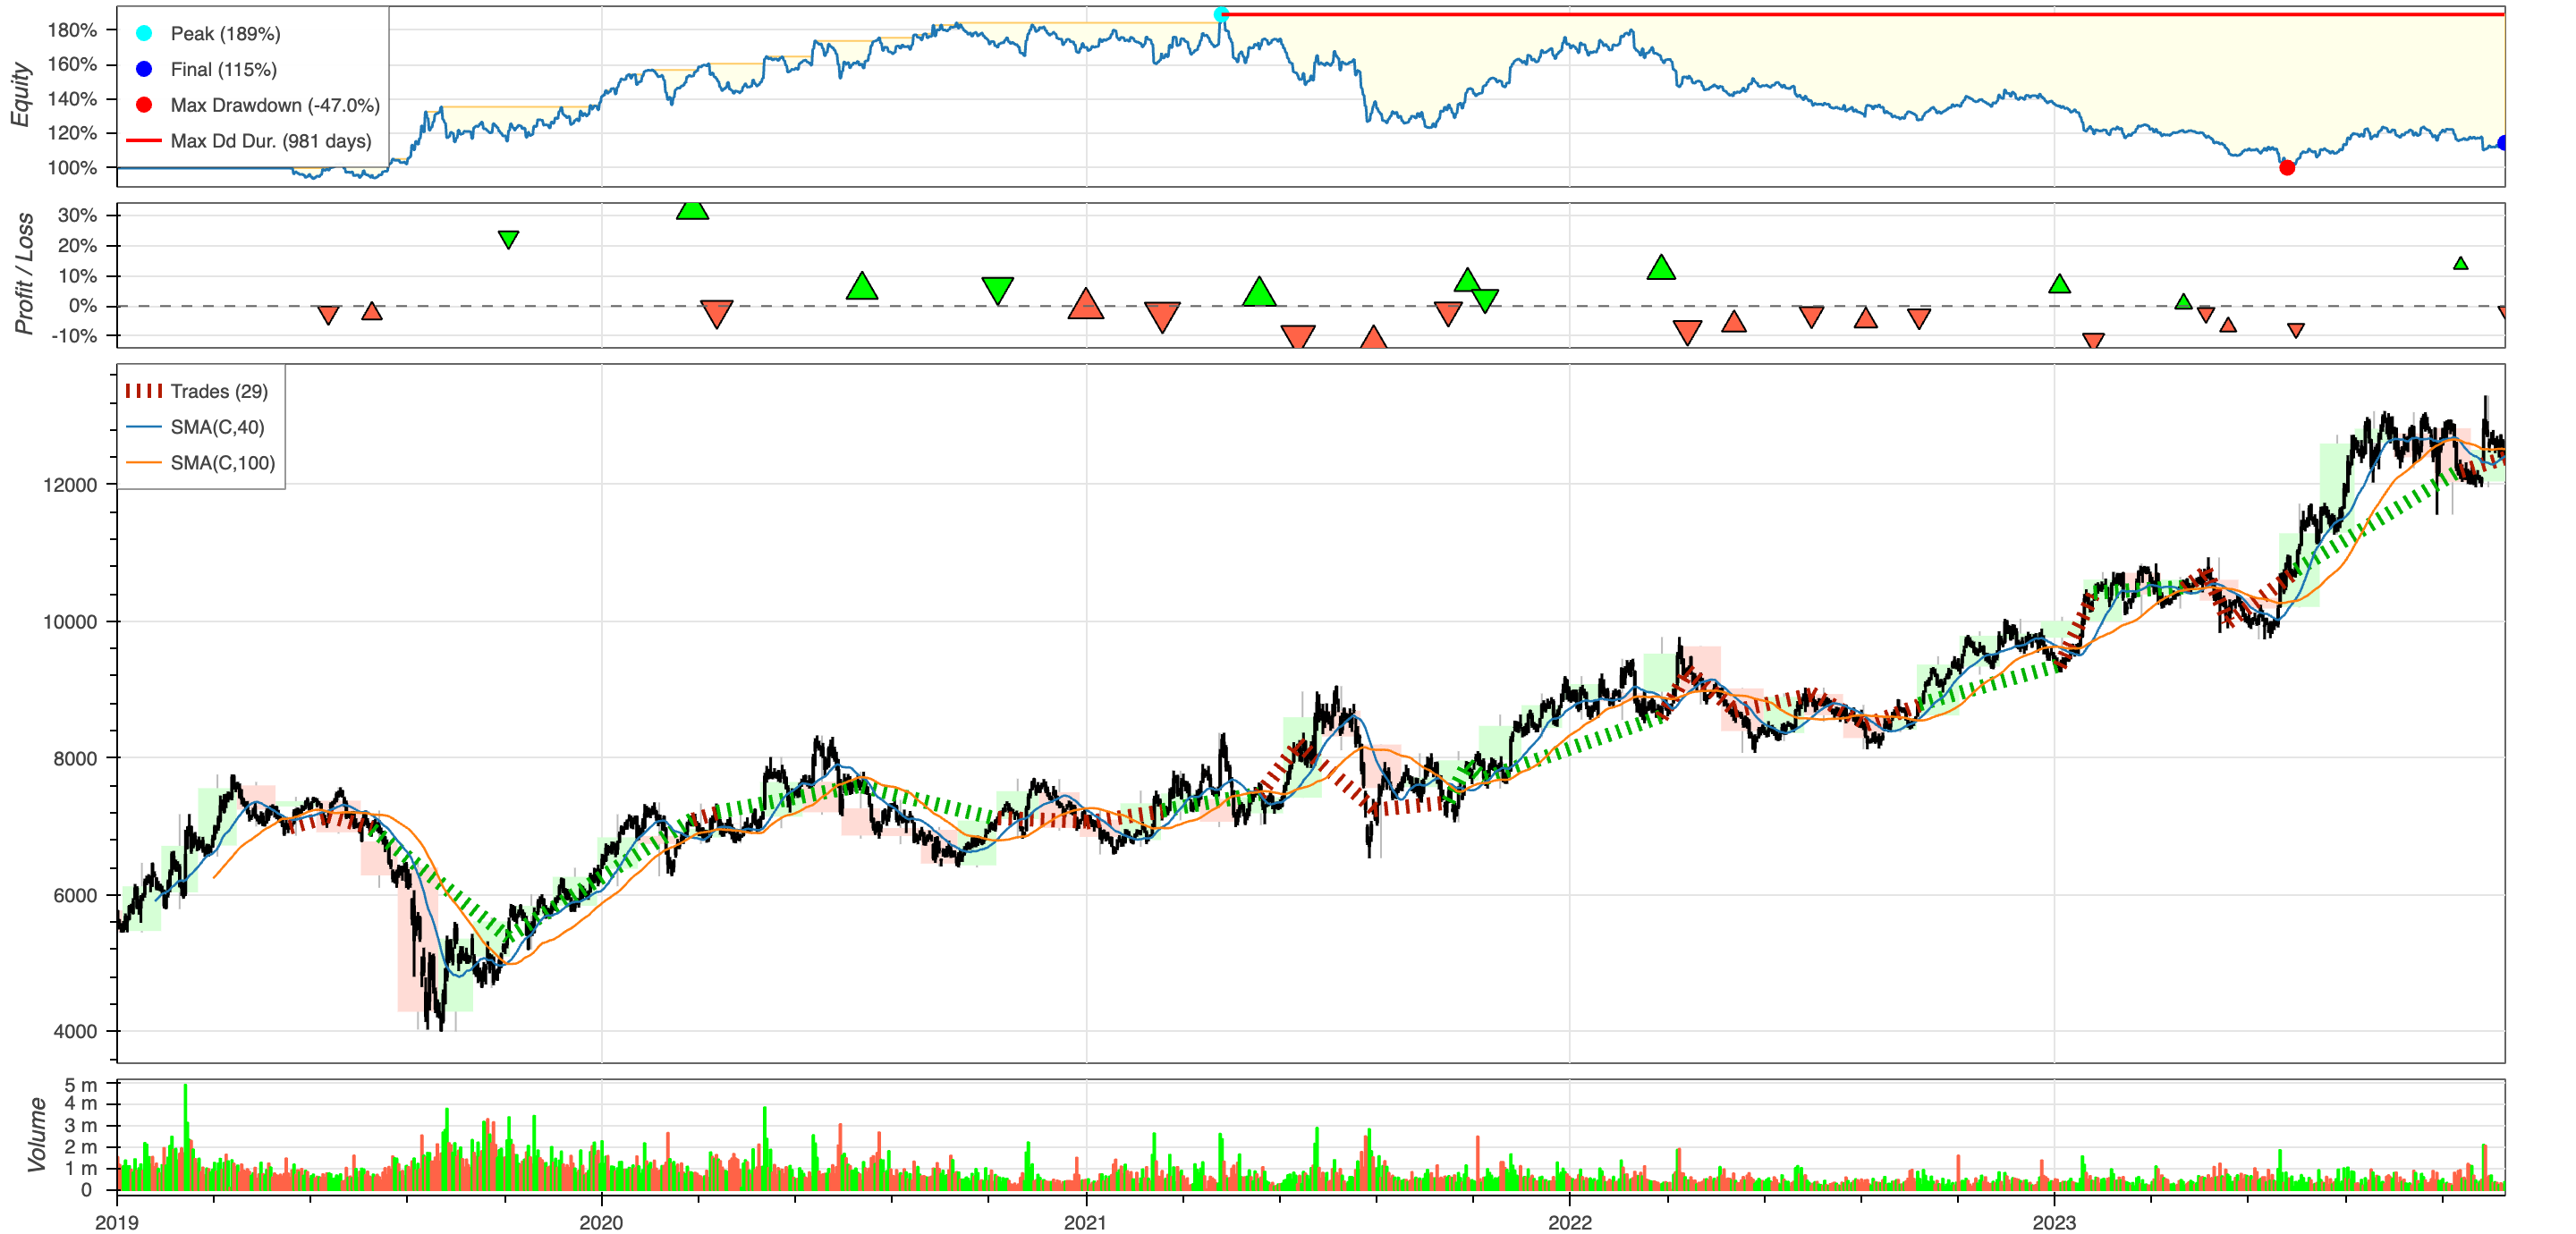 Equity
180%
160%
140%
120%
100%
Peak (189%)
Final (115%)
Max Drawdown (-47.0%)
Max Dd Dur. (981 days)
Profit / Loss
30%
20%
10%
0%
-10%
Trades (29)
SMA(C,40)
SMA(C,100)
12000
10000
8000
6000
4000
Volume
5 m
4 m
3 m
2 m
1 m
0
2019 2020 2021 2022 2023